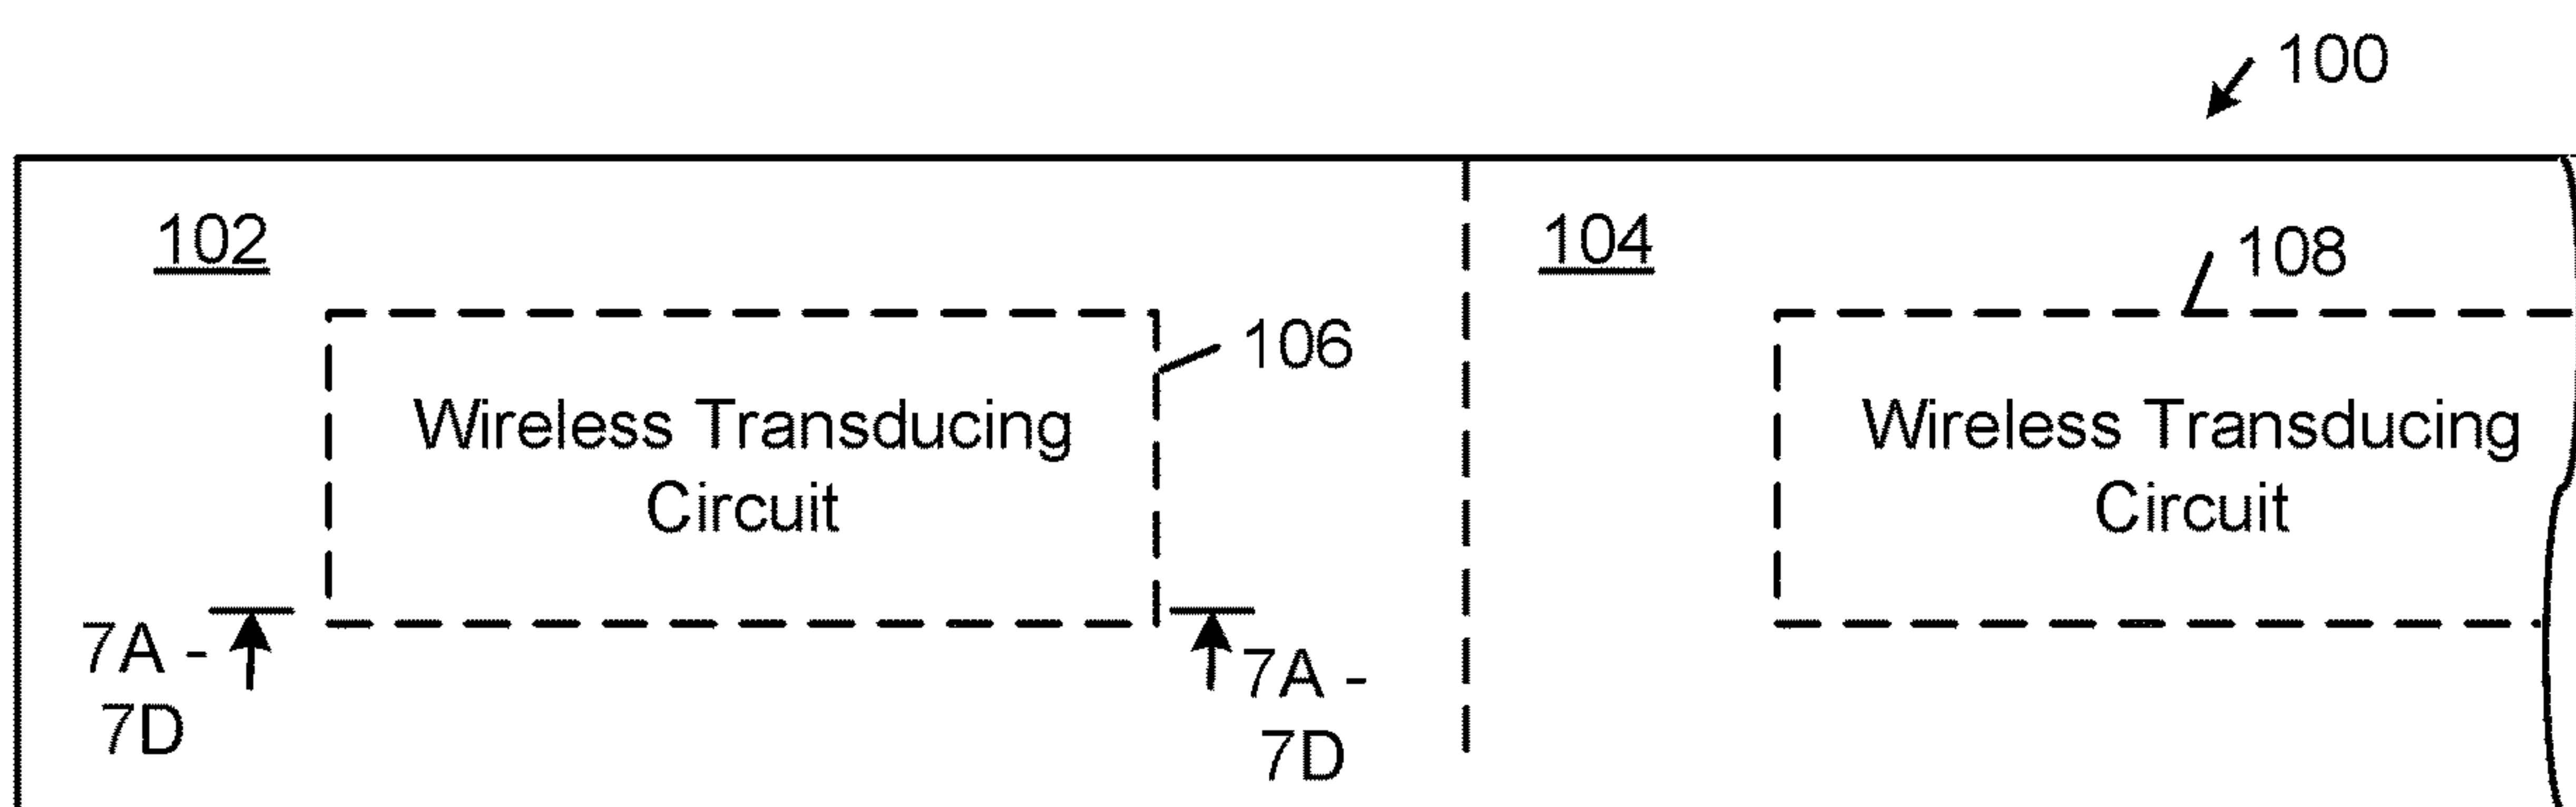 100
102
104
108
106
Wireless Transducing
Circuit
Wireless Transducing
Circuit
7A -
7D
7A -
7D